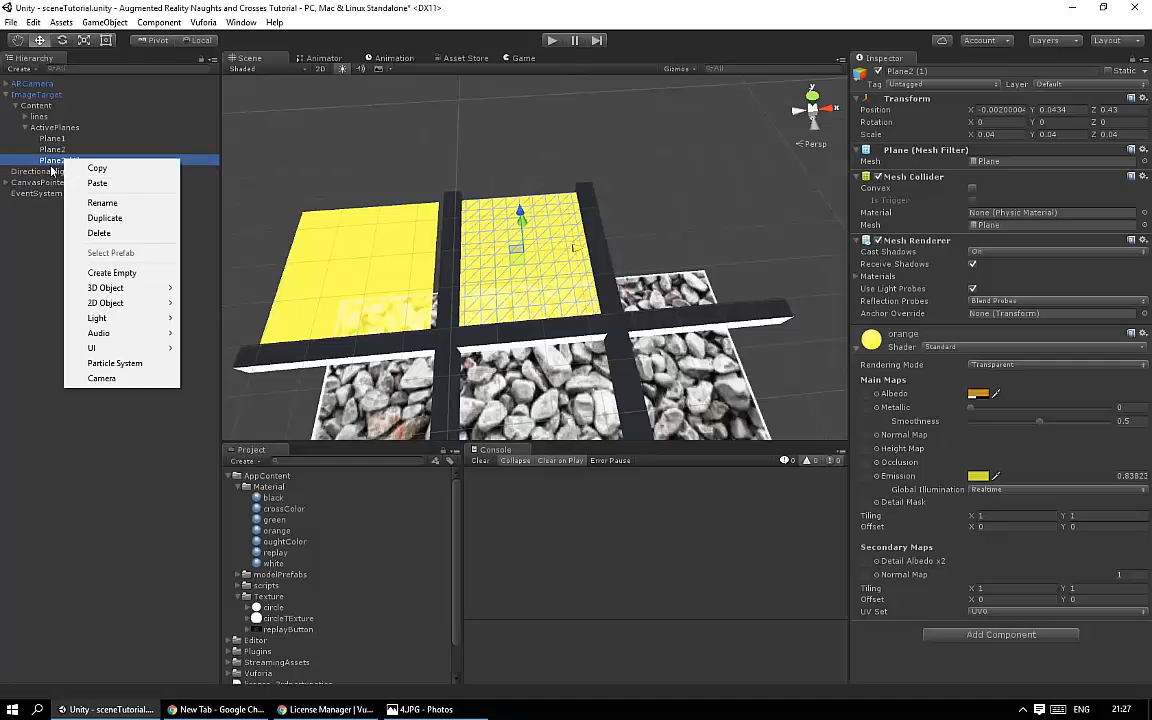 Unity - sceneTutorial.unity - Augmented Reality Naughts and Crosses Tutorial - PC, Mac & Linux Standalone* <DX11>
File Edit Assets GameObject Component Vuforia Window Help
Pivot Local Account Layers Layout
Hierarchy
Create All
ARCamera
ImageTarget
Content
lines
ActivePlanes
Plane1
Plane2
CanvasPointe
EventSystem
Copy
Paste
Rename
Duplicate
Delete
Select Prefab
Create Empty
3D Object
2D Object
Light
Audio
UI
Particle System
Camera
Scene Animator Animation Asset Store Game
Shaded 2D Gizmos All
y
x
Persp
Project
Create
AppContent
Material
black
crossColor
green
orange
oughtColor
replay
white
modelPrefabs
scripts
Texture
circle
circleTExture
replayButton
Editor
Plugins
StreamingAssets
Vuforia
Console
Clear Collapse Clear on Play Error Pause 0 0 0
Inspector
Plane2 (1) Static
Tag Untagged Layer Default
Transform
Position X -0.00200004 Y 0.0434 Z 0.43
Rotation X 0 Y 0 Z 0
Scale X 0.04 Y 0.04 Z 0.04
Plane (Mesh Filter)
Mesh Plane
Mesh Collider
Convex
Is Trigger
Material None (Physic Material)
Mesh Plane
Mesh Renderer
Cast Shadows On
Receive Shadows
Materials
Use Light Probes
Reflection Probes Blend Probes
Anchor Override None (Transform)
orange
Shader Standard
Rendering Mode Transparent
Main Maps
Albedo
Metallic 0
Smoothness 0.5
Normal Map
Height Map
Occlusion
Emission 0.83823
Global Illumination Realtime
Detail Mask
Tiling X 1 Y 1
Offset X 0 Y 0
Secondary Maps
Detail Albedo x2
Normal Map 1
Tiling X 1 Y 1
Offset X 0 Y 0
UV Set UV0
Add Component
Unity - sceneTutorial... New Tab - Google Ch... License Manager | Vu... 4.JPG - Photos ENG 21:27